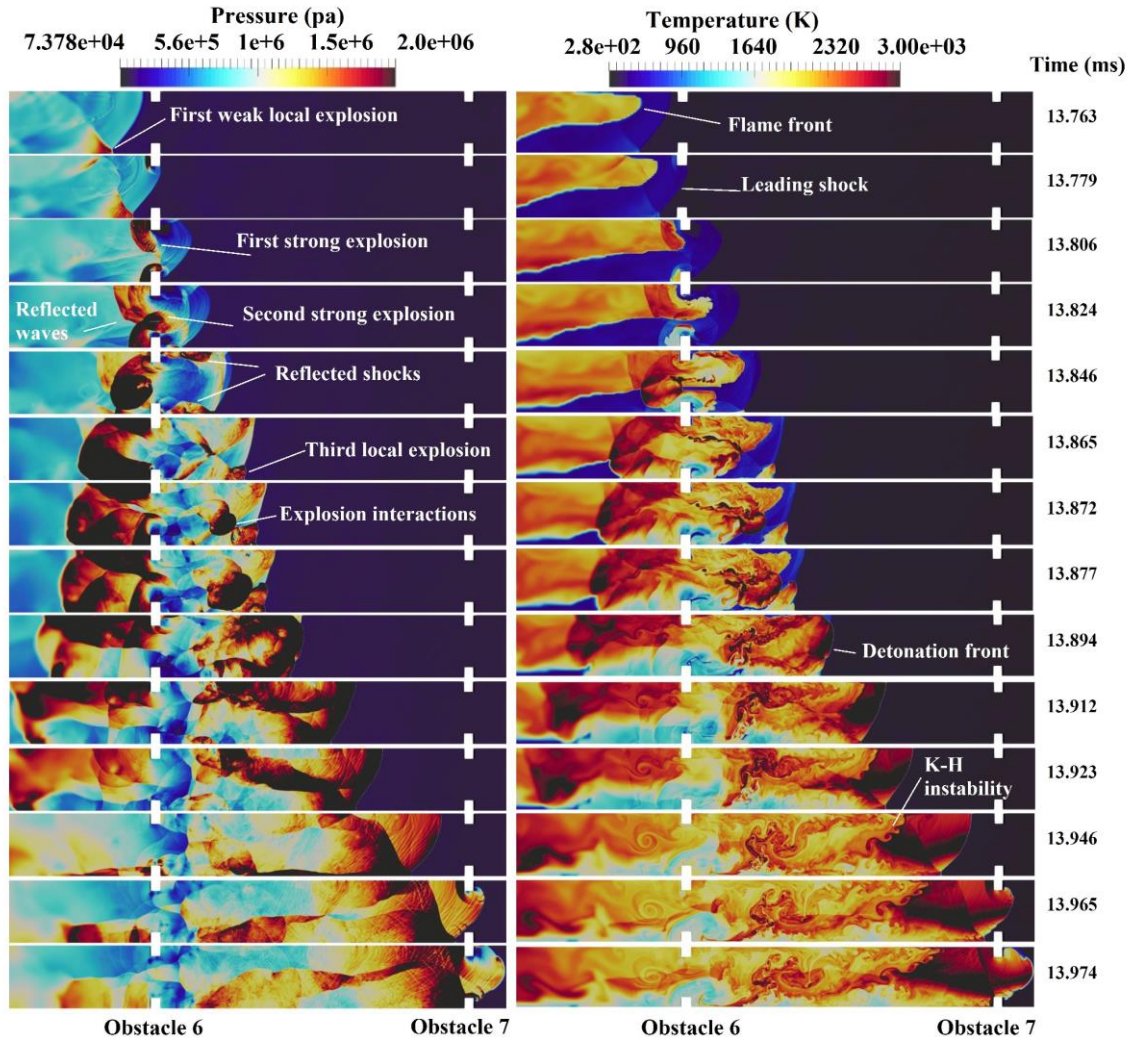 Pressure (pa)
7.378e+04 5.6e+5 1e+6 1.5e+6 2.0e+06
Temperature (K)
2.8e+02 960 1640 2320 3.00e+03
Time (ms)
First weak local explosion
Flame front
13.763
Leading shock
13.779
First strong explosion
13.806
Reflected
waves
Second strong explosion
13.824
Reflected shocks
13.846
Third local explosion
13.865
Explosion interactions
13.872
13.877
Detonation front
13.894
13.912
K-H
instability
13.923
13.946
13.965
13.974
Obstacle 6 Obstacle 7 Obstacle 6 Obstacle 7